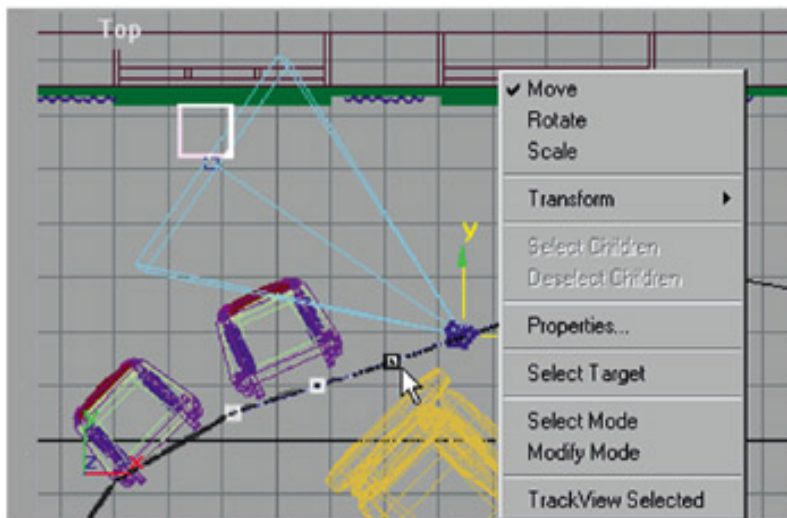 Top
Move
Rotate
Scale
Transform
Select Children
Deselect Children
Properties...
Select Target
Select Mode
Modify Mode
TrackView Selected
y
z
x